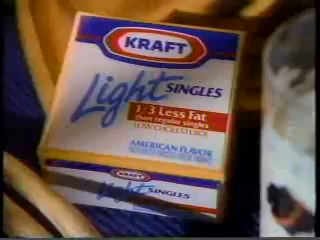 KRAFT
Light SINGLES
1/3 Less Fat
than regular singles
LOW CHOLESTEROL
AMERICAN FLAVOR
KRAFT
Light SINGLES